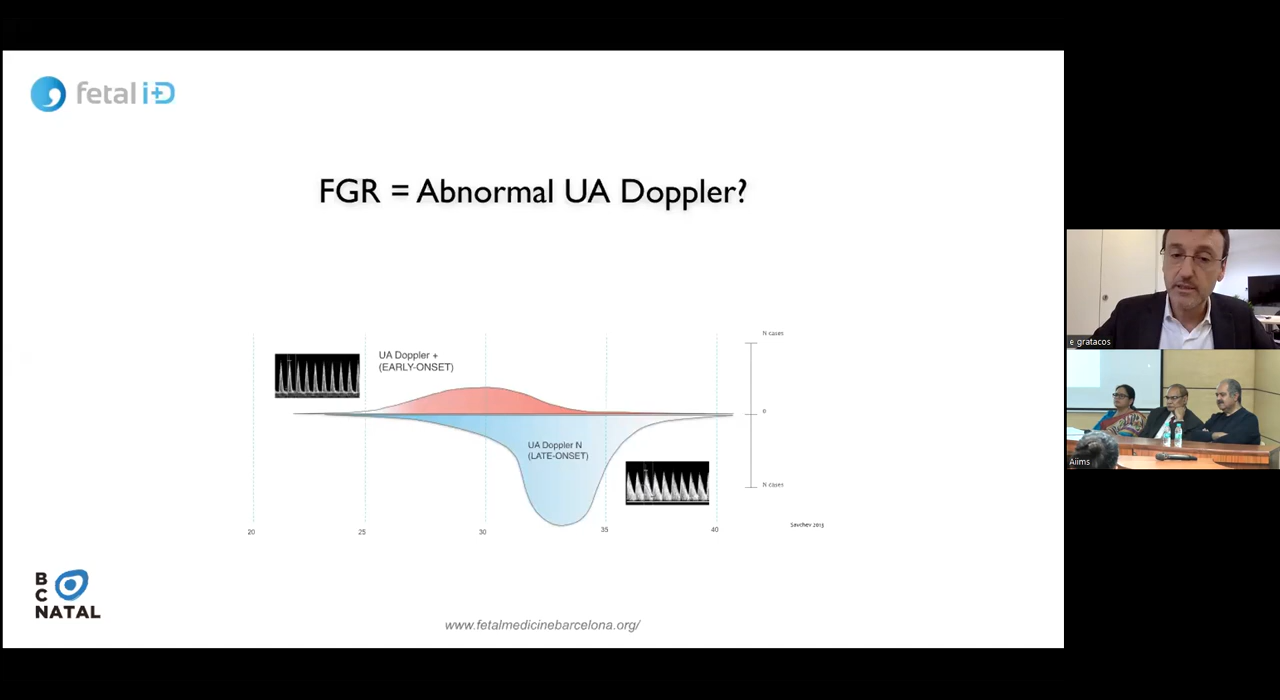 fetal i+D
FGR = Abnormal UA Doppler?
N cases
UA Doppler +
(EARLY-ONSET)
0
UA Doppler N
(LATE-ONSET)
N cases
20
25
30
35
40
Savchev 2013
B
C
NATAL
www.fetalmedicinebarcelona.org/
e gratacos
Aiims